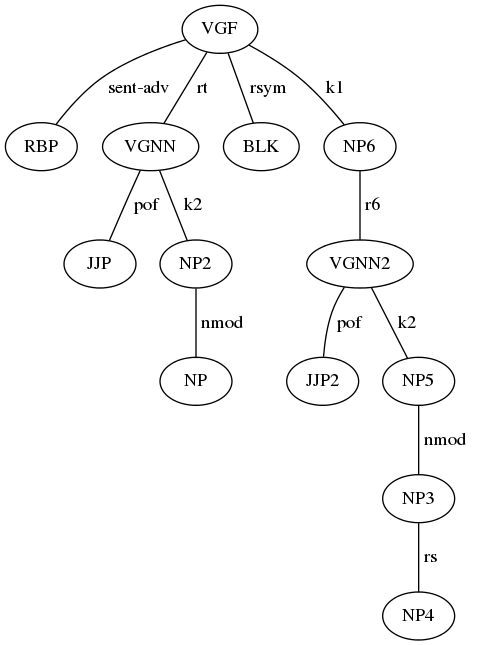 VGF
sent-adv rt rsym k1
RBP VGNN BLK NP6
pof k2 r6
JJP NP2 VGNN2
nmod pof k2
NP JJP2 NP5
nmod
NP3
rs
NP4